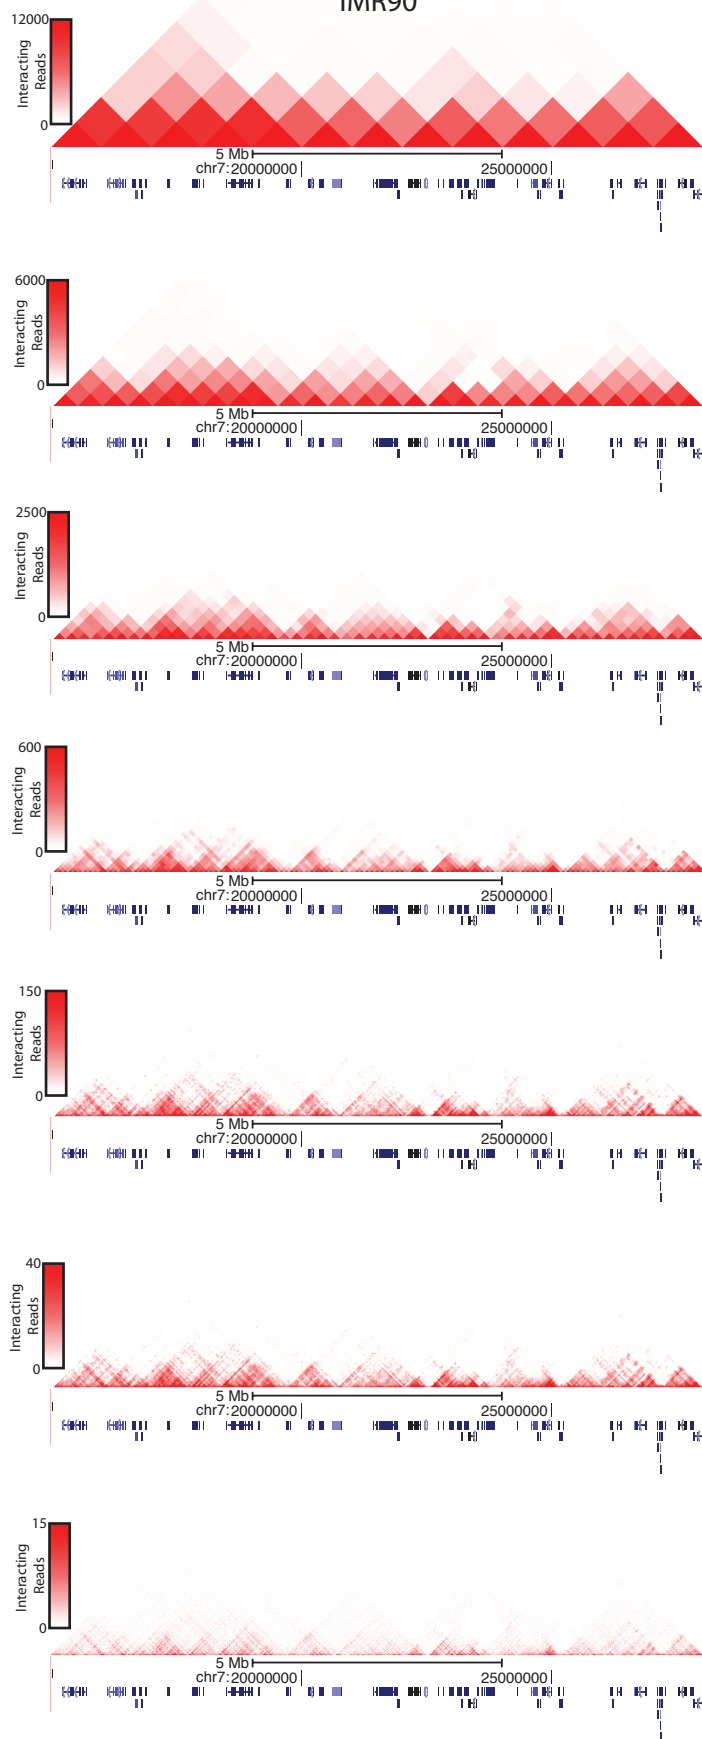 IMR90
12000
Interacting
Reads
0
5 Mb
chr7: 20000000
25000000
6000
Interacting
Reads
0
5 Mb
chr7: 20000000
25000000
2500
Interacting
Reads
0
5 Mb
chr7: 20000000
25000000
600
Interacting
Reads
0
5 Mb
chr7: 20000000
25000000
150
Interacting
Reads
0
5 Mb
chr7: 20000000
25000000
40
Interacting
Reads
0
5 Mb
chr7: 20000000
25000000
15
Interacting
Reads
0
5 Mb
chr7: 20000000
25000000